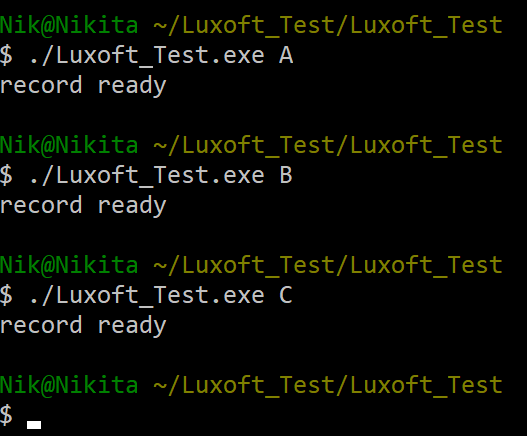 Nik@Nikita ~/Luxoft_Test/Luxoft_Test
$ ./Luxoft_Test.exe A
record ready
Nik@Nikita ~/Luxoft_Test/Luxoft_Test
$ ./Luxoft_Test.exe B
record ready
Nik@Nikita ~/Luxoft_Test/Luxoft_Test
$ ./Luxoft_Test.exe C
record ready
Nik@Nikita ~/Luxoft_Test/Luxoft_Test
$